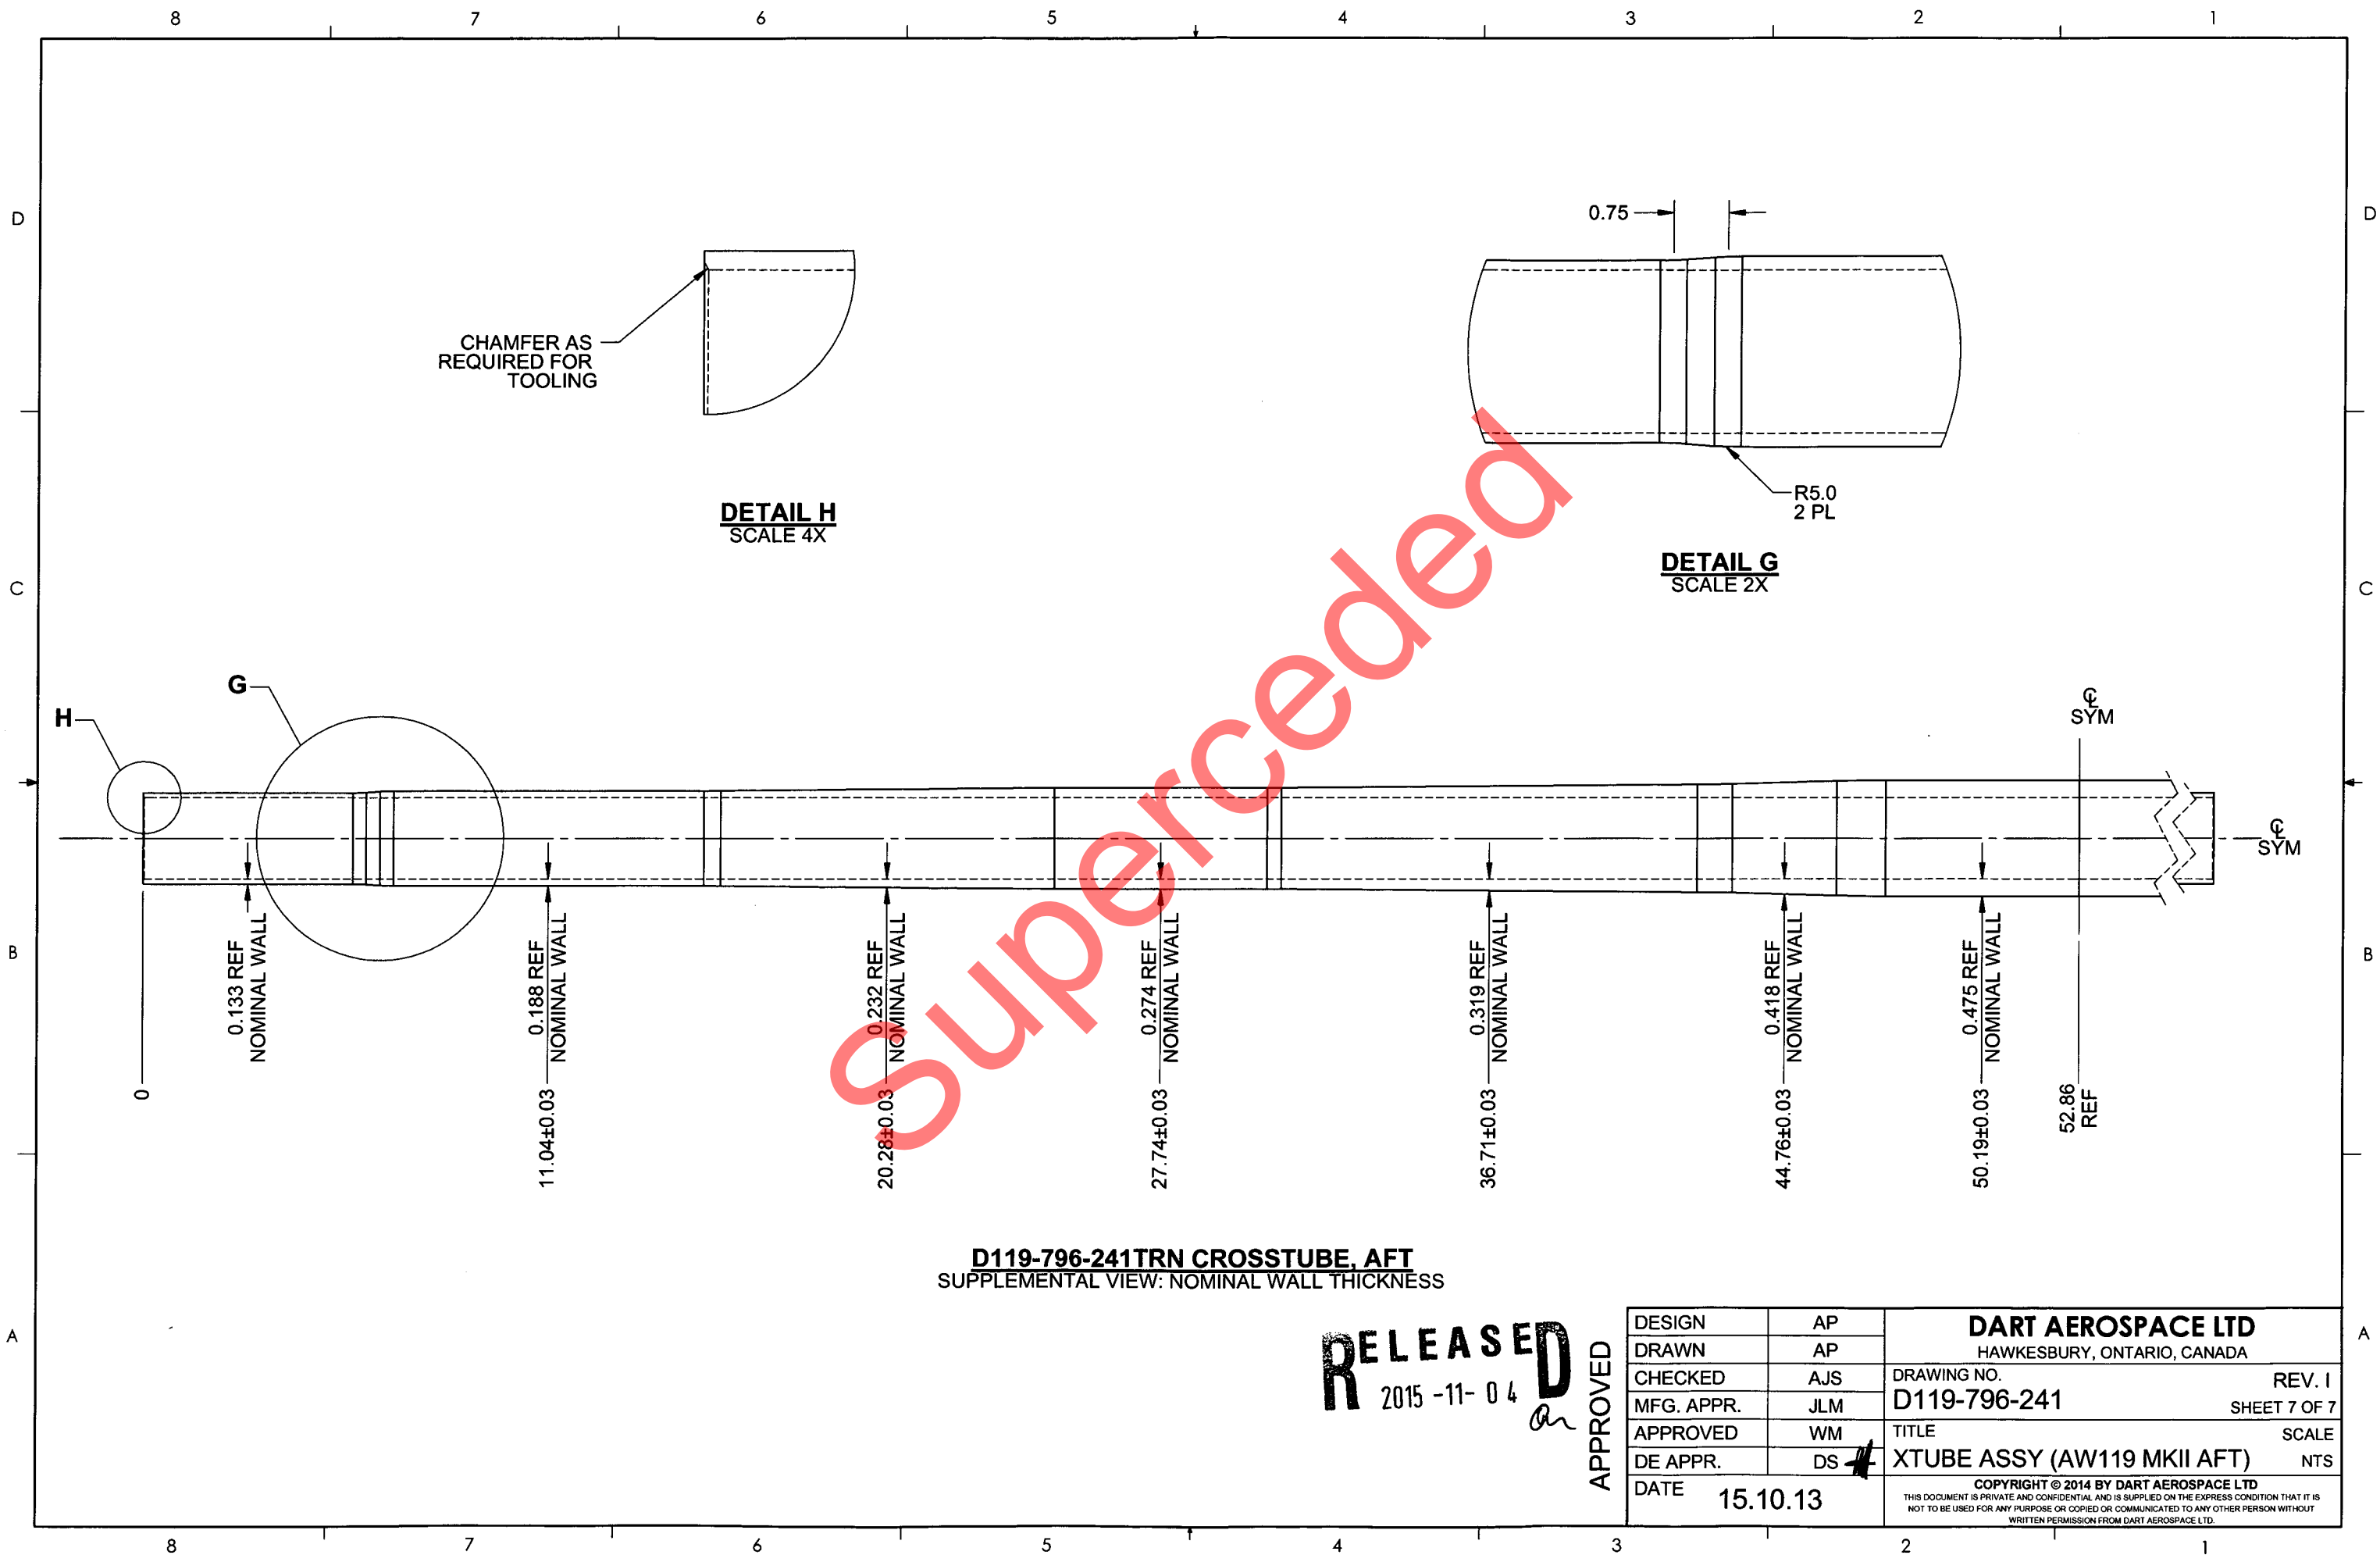 8 7 6 5 4 3 2 1
D
D
0.75
CHAMFER AS
REQUIRED FOR
TOOLING
DETAIL H
SCALE 4X
R5.0
2 PL
DETAIL G
SCALE 2X
C
C
G
H
℄
SYM
℄
SYM
B
B
0.133 REF
NOMINAL WALL
0.188 REF
NOMINAL WALL
0.232 REF
NOMINAL WALL
0.274 REF
NOMINAL WALL
0.319 REF
NOMINAL WALL
0.418 REF
NOMINAL WALL
0.475 REF
NOMINAL WALL
0
11.04±0.03
20.28±0.03
27.74±0.03
36.71±0.03
44.76±0.03
50.19±0.03
52.86
REF
Superceded
D119-796-241TRN CROSSTUBE, AFT
SUPPLEMENTAL VIEW: NOMINAL WALL THICKNESS
A
A
RELEASED
2015 -11- 04
APPROVED
DESIGN AP
DRAWN AP
CHECKED AJS
MFG. APPR. JLM
APPROVED WM
DE APPR. DS
DATE 15.10.13
DART AEROSPACE LTD
HAWKESBURY, ONTARIO, CANADA
DRAWING NO. REV. I
D119-796-241 SHEET 7 OF 7
TITLE SCALE
XTUBE ASSY (AW119 MKII AFT) NTS
COPYRIGHT © 2014 BY DART AEROSPACE LTD
THIS DOCUMENT IS PRIVATE AND CONFIDENTIAL AND IS SUPPLIED ON THE EXPRESS CONDITION THAT IT IS
NOT TO BE USED FOR ANY PURPOSE OR COPIED OR COMMUNICATED TO ANY OTHER PERSON WITHOUT
WRITTEN PERMISSION FROM DART AEROSPACE LTD.
8 7 6 5 4 3 2 1